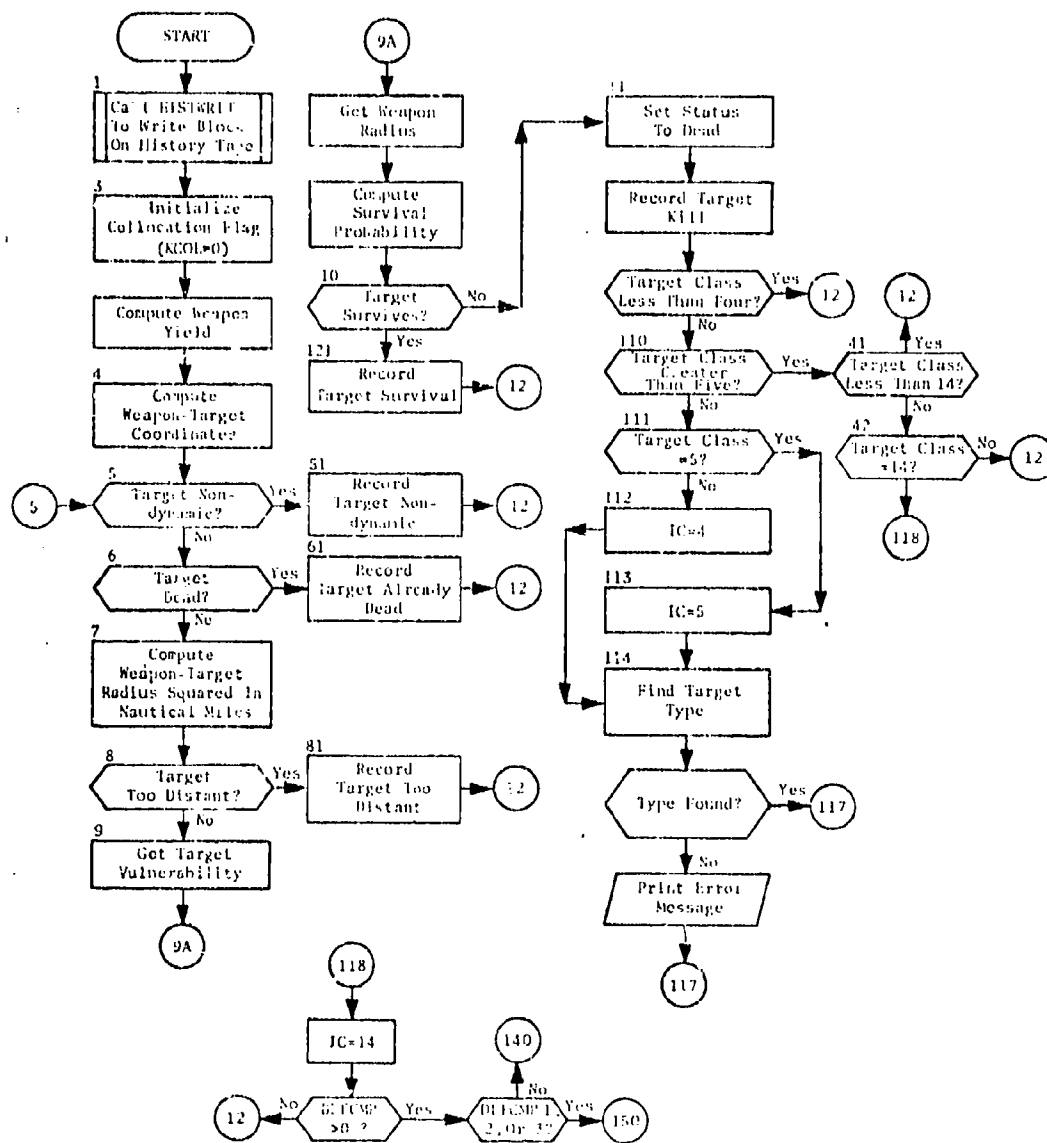 START
1
Call HISTWRIT
To Write Block
On History Tape
3
Initialize
Collocation Flag
(KCOL=0)
Compute Weapon
Yield
4
Compute
Weapon-Target
Coordinates
5
5
Target Non-
dynamic?
Yes
No
51
Record
Target Non-
dynamic
12
6
Target
Dead?
Yes
No
61
Record
Target Already
Dead
12
7
Compute
Weapon-Target
Radius Squared In
Nautical Miles
8
Target
Too Distant?
Yes
No
81
Record
Target Too
Distant
12
9
Get Target
Vulnerability
9A
9A
Get Weapon
Radius
Compute
Survival
Probability
10
Target
Survives?
No
Yes
121
Record
Target Survival
12
11
Set Status
To Dead
Record Target
Kill
Target Class
Less Than Four?
Yes
12
No
110
Target Class
Greater
Than Five?
Yes
No
41
Target Class
Less Than 14?
Yes
12
No
42
Target Class
=14?
No
12
118
111
Target Class
=5?
Yes
No
112
IC=4
113
IC=5
114
Find Target
Type
Type Found?
Yes
117
No
Print Error
Message
117
118
IC=14
>0 ?
No
12
Yes
2, Or 3?
No
140
Yes
150